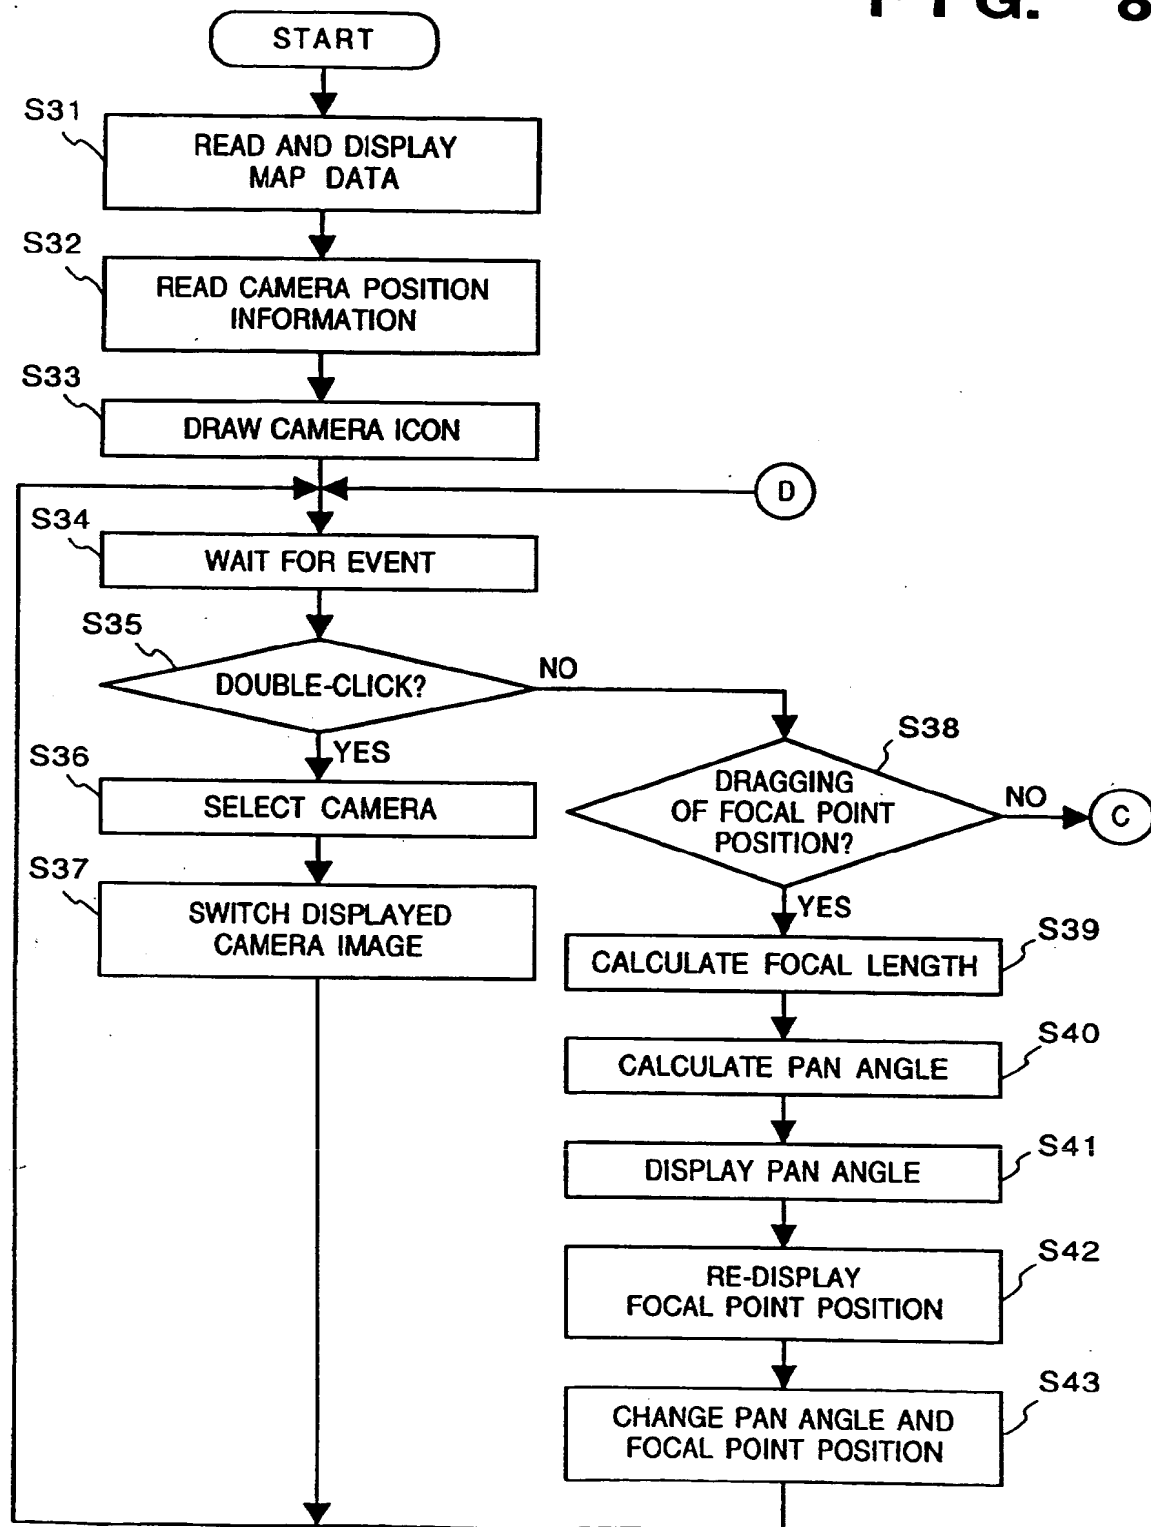 FIG. 8
START
S31
READ AND DISPLAY
MAP DATA
S32
READ CAMERA POSITION
INFORMATION
S33
DRAW CAMERA ICON
D
S34
WAIT FOR EVENT
S35
DOUBLE-CLICK?
NO
YES
S36
SELECT CAMERA
S37
SWITCH DISPLAYED
CAMERA IMAGE
S38
DRAGGING
OF FOCAL POINT
POSITION?
NO
C
YES
S39
CALCULATE FOCAL LENGTH
S40
CALCULATE PAN ANGLE
S41
DISPLAY PAN ANGLE
S42
RE-DISPLAY
FOCAL POINT POSITION
S43
CHANGE PAN ANGLE AND
FOCAL POINT POSITION